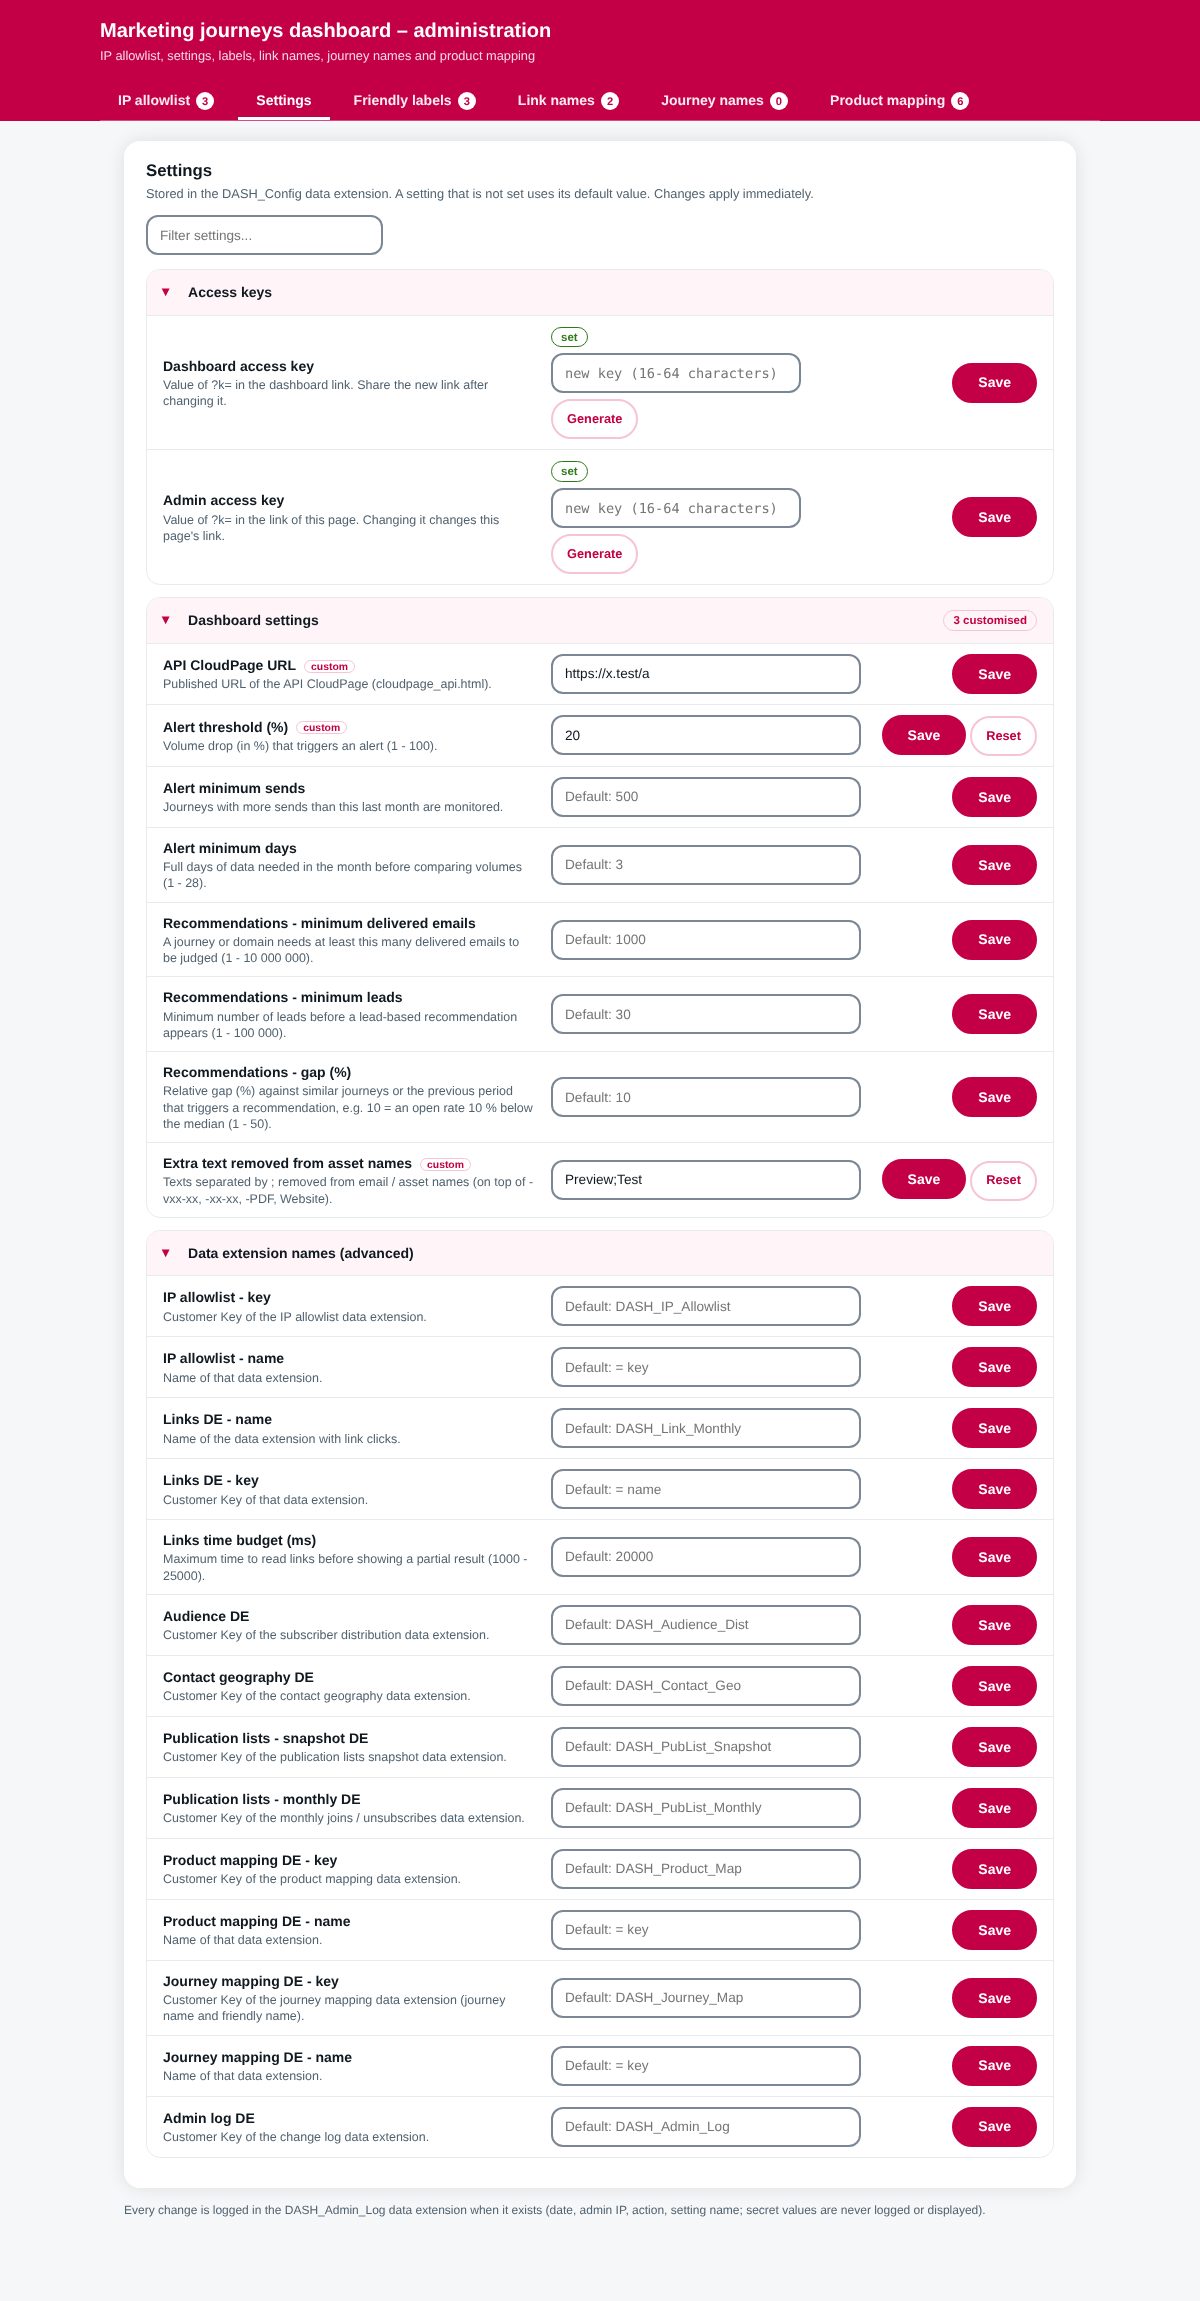 Marketing journeys dashboard – administration
IP allowlist, settings, labels, link names, journey names and product mapping
IP allowlist 3 Settings Friendly labels 3 Link names 2 Journey names 0 Product mapping 6
Settings
Stored in the DASH_Config data extension. A setting that is not set uses its default value. Changes apply immediately.
Filter settings...
▼ Access keys
set
Dashboard access key
Value of ?k= in the dashboard link. Share the new link after
changing it.
new key (16-64 characters)
Save
Generate
set
Admin access key
Value of ?k= in the link of this page. Changing it changes this
page's link.
new key (16-64 characters)
Save
Generate
▼ Dashboard settings 3 customised
API CloudPage URL custom
Published URL of the API CloudPage (cloudpage_api.html).
https://x.test/a
Save
Alert threshold (%) custom
Volume drop (in %) that triggers an alert (1 - 100).
20
Save Reset
Alert minimum sends
Journeys with more sends than this last month are monitored.
Default: 500
Save
Alert minimum days
Full days of data needed in the month before comparing volumes
(1 - 28).
Default: 3
Save
Recommendations - minimum delivered emails
A journey or domain needs at least this many delivered emails to
be judged (1 - 10 000 000).
Default: 1000
Save
Recommendations - minimum leads
Minimum number of leads before a lead-based recommendation
appears (1 - 100 000).
Default: 30
Save
Recommendations - gap (%)
Relative gap (%) against similar journeys or the previous period
that triggers a recommendation, e.g. 10 = an open rate 10 % below
the median (1 - 50).
Default: 10
Save
Extra text removed from asset names custom
Texts separated by ; removed from email / asset names (on top of -
vxx-xx, -xx-xx, -PDF, Website).
Preview;Test
Save Reset
▼ Data extension names (advanced)
IP allowlist - key
Customer Key of the IP allowlist data extension.
Default: DASH_IP_Allowlist
Save
IP allowlist - name
Name of that data extension.
Default: = key
Save
Links DE - name
Name of the data extension with link clicks.
Default: DASH_Link_Monthly
Save
Links DE - key
Customer Key of that data extension.
Default: = name
Save
Links time budget (ms)
Maximum time to read links before showing a partial result (1000 -
25000).
Default: 20000
Save
Audience DE
Customer Key of the subscriber distribution data extension.
Default: DASH_Audience_Dist
Save
Contact geography DE
Customer Key of the contact geography data extension.
Default: DASH_Contact_Geo
Save
Publication lists - snapshot DE
Customer Key of the publication lists snapshot data extension.
Default: DASH_PubList_Snapshot
Save
Publication lists - monthly DE
Customer Key of the monthly joins / unsubscribes data extension.
Default: DASH_PubList_Monthly
Save
Product mapping DE - key
Customer Key of the product mapping data extension.
Default: DASH_Product_Map
Save
Product mapping DE - name
Name of that data extension.
Default: = key
Save
Journey mapping DE - key
Customer Key of the journey mapping data extension (journey
name and friendly name).
Default: DASH_Journey_Map
Save
Journey mapping DE - name
Name of that data extension.
Default: = key
Save
Admin log DE
Customer Key of the change log data extension.
Default: DASH_Admin_Log
Save
Every change is logged in the DASH_Admin_Log data extension when it exists (date, admin IP, action, setting name; secret values are never logged or displayed).